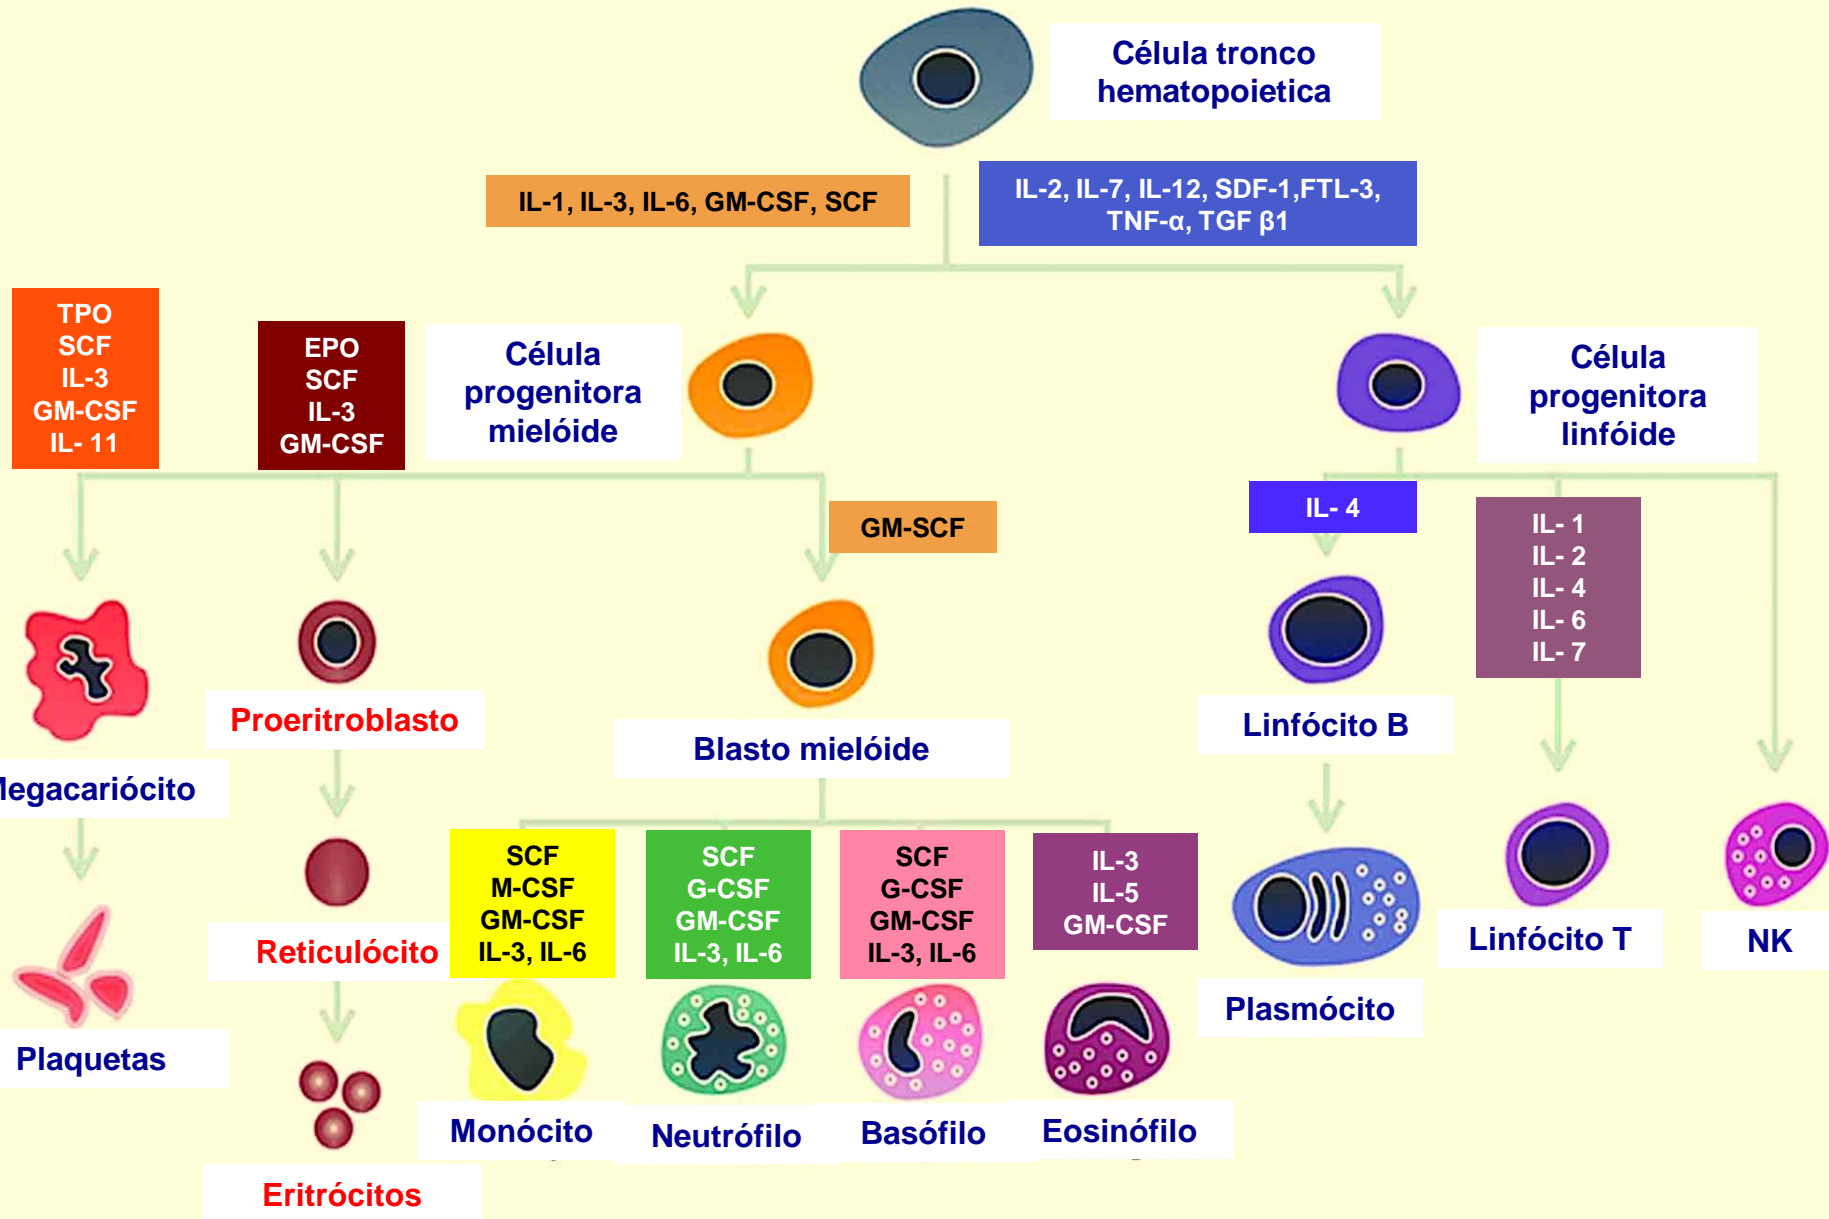 Célula tronco
hematopoietica
IL-1, IL-3, IL-6, GM-CSF, SCF
IL-2, IL-7, IL-12, SDF-1,FTL-3,
TNF-α, TGF β1
TPO
SCF
IL-3
GM-CSF
IL- 11
EPO
SCF
IL-3
GM-CSF
Célula
progenitora
mielóide
Célula
progenitora
linfóide
GM-SCF
IL- 4
IL- 1
IL- 2
IL- 4
IL- 6
IL- 7
Megacariócito
Proeritroblasto
Blasto mielóide
Linfócito B
SCF
M-CSF
GM-CSF
IL-3, IL-6
SCF
G-CSF
GM-CSF
IL-3, IL-6
SCF
G-CSF
GM-CSF
IL-3, IL-6
IL-3
IL-5
GM-CSF
Reticulócito
Linfócito T
NK
Plasmócito
Plaquetas
Monócito
Neutrófilo
Basófilo
Eosinófilo
Eritrócitos